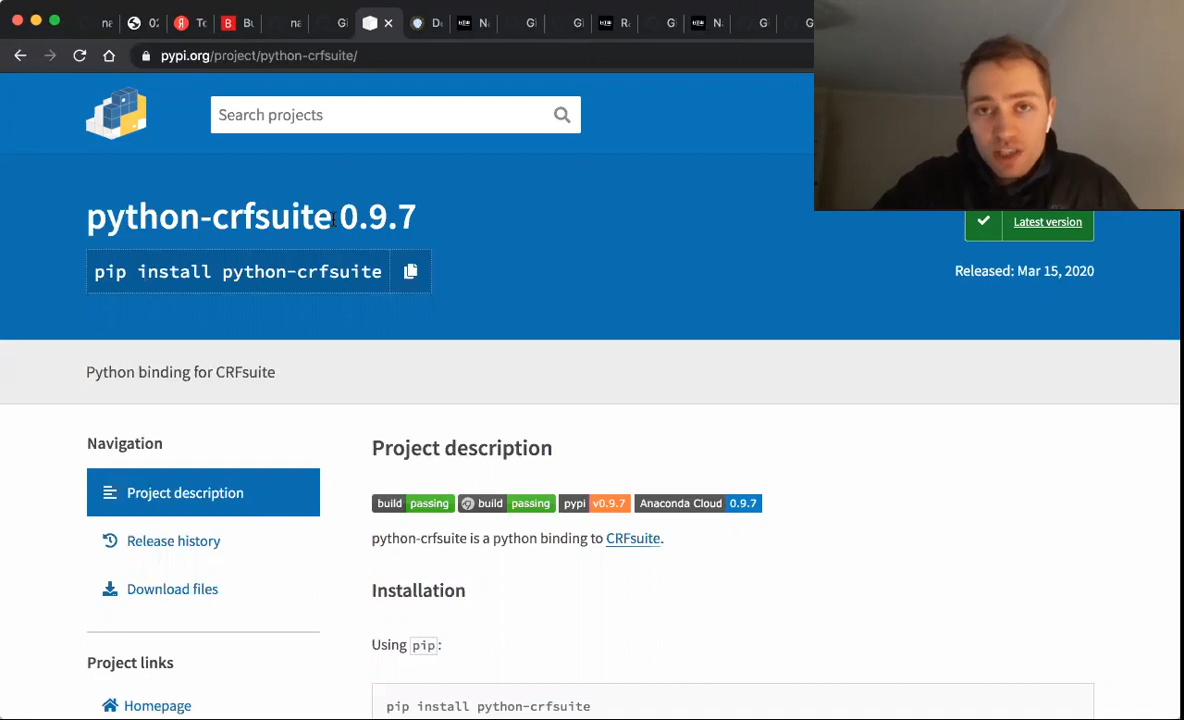 pypi.org/project/python-crfsuite/
Search projects
python-crfsuite 0.9.7
pip install python-crfsuite
Latest version
Released: Mar 15, 2020
Python binding for CRFsuite
Navigation
Project description
Release history
Download files
Project links
Homepage
Project description
build passing build passing pypi v0.9.7 Anaconda Cloud 0.9.7
python-crfsuite is a python binding to CRFsuite.
Installation
Using pip:
pip install python-crfsuite